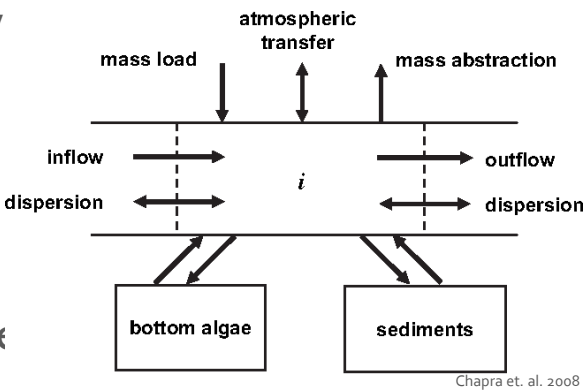 atmospheric
transfer
mass load
mass abstraction
inflow
outflow
i
dispersion
dispersion
bottom algae
sediments
Chapra et. al. 2008